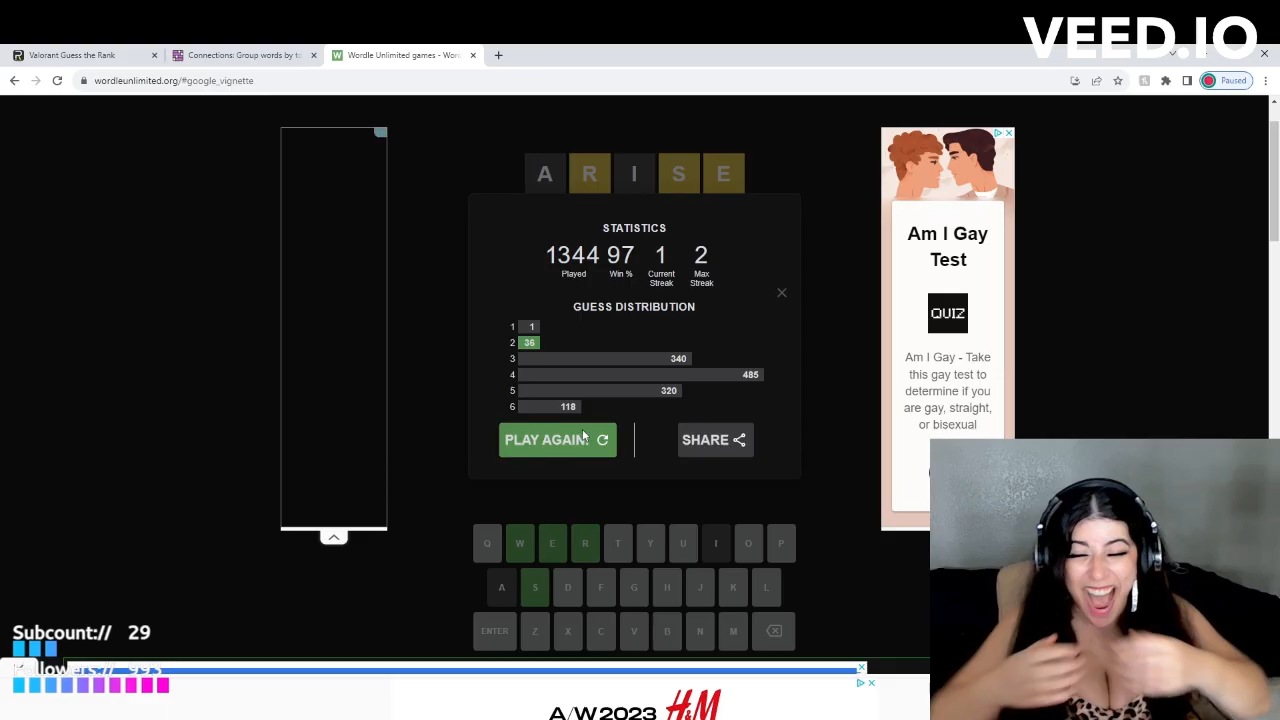 VEED.IO
Valorant Guess the Rank
Connections: Group words by to
Wordle Unlimited games - Wor
wordleunlimited.org/#google_vignette
Paused
A R I S E
STATISTICS
1344 97 1 2
Played Win % Current Streak Max Streak
GUESS DISTRIBUTION
1 1
2 36
3 340
4 485
5 320
6 118
PLAY AGAIN
SHARE
Q W E R T Y U I O P
A S D F G H J K L
ENTER Z X C V B N M
Am I Gay
Test
QUIZ
Am I Gay - Take
this gay test to
determine if you
are gay, straight,
or bisexual
Subcount:// 29
Followers:// 993
A/W2023 H&M